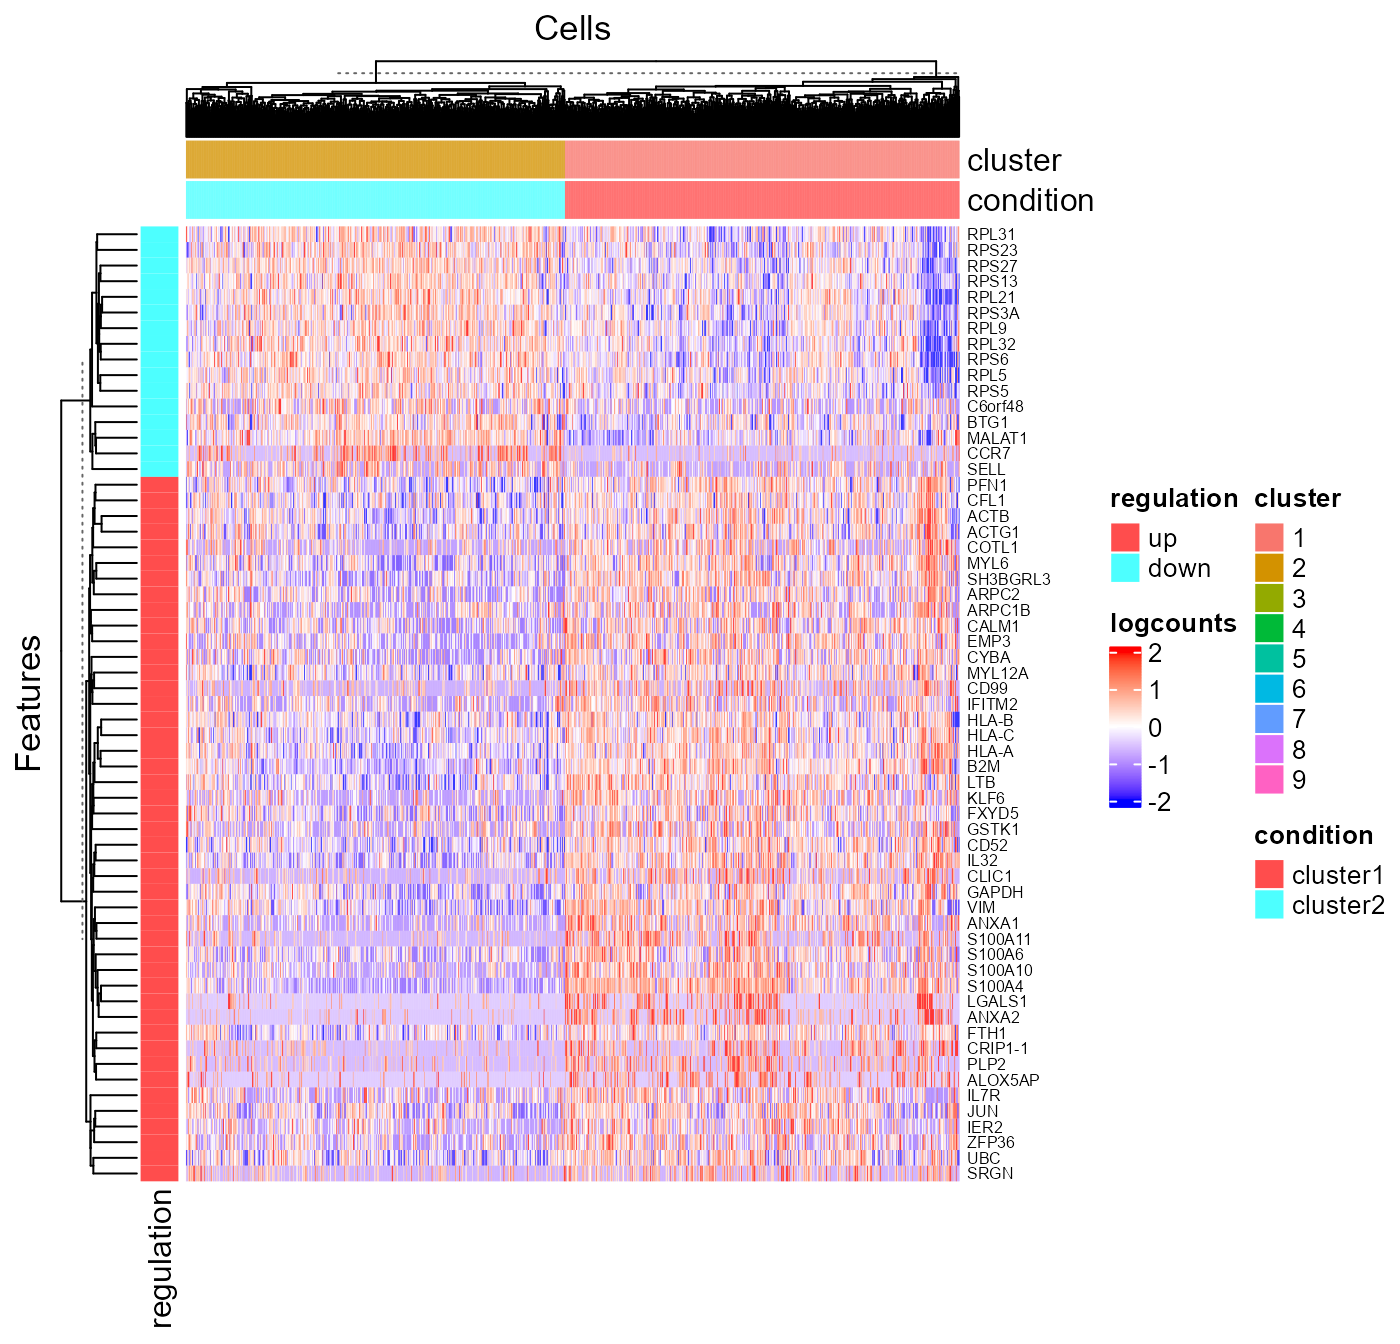 Cells
cluster
condition
RPL31
RPS23
RPS27
RPS13
RPL21
RPS3A
RPL9
RPL32
RPS6
RPL5
RPS5
C6orf48
BTG1
MALAT1
CCR7
SELL
PFN1
CFL1
ACTB
ACTG1
COTL1
MYL6
SH3BGRL3
ARPC2
ARPC1B
CALM1
EMP3
CYBA
MYL12A
CD99
IFITM2
HLA-B
HLA-C
HLA-A
B2M
LTB
KLF6
FXYD5
GSTK1
CD52
IL32
CLIC1
GAPDH
VIM
ANXA1
S100A11
S100A6
S100A10
S100A4
LGALS1
ANXA2
FTH1
CRIP1-1
PLP2
ALOX5AP
IL7R
JUN
IER2
ZFP36
UBC
SRGN
Features
regulation
regulation
up
down
logcounts
2
1
0
-1
-2
cluster
1
2
3
4
5
6
7
8
9
condition
cluster1
cluster2